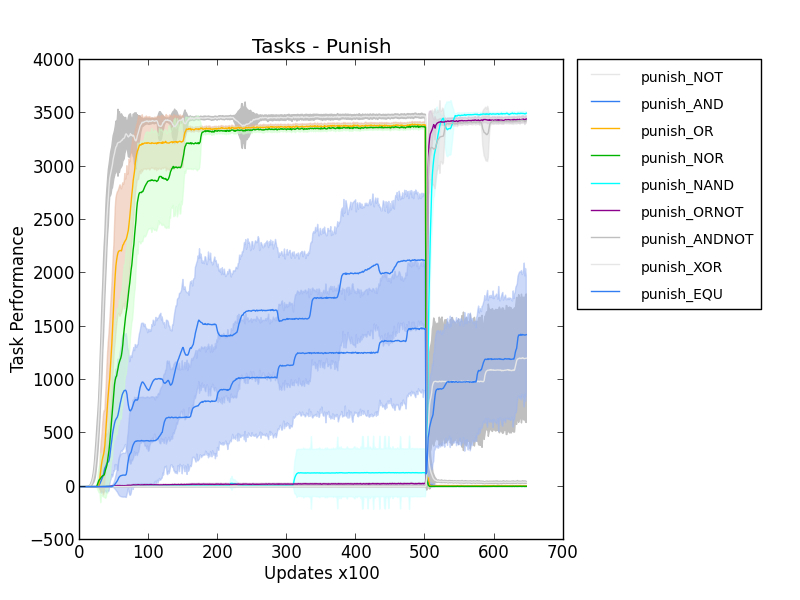 Tasks - Punish
4000
3500
3000
2500
2000
1500
1000
500
0
−500
Task Performance
0 100 200 300 400 500 600 700
Updates x100
punish_NOT
punish_AND
punish_OR
punish_NOR
punish_NAND
punish_ORNOT
punish_ANDNOT
punish_XOR
punish_EQU